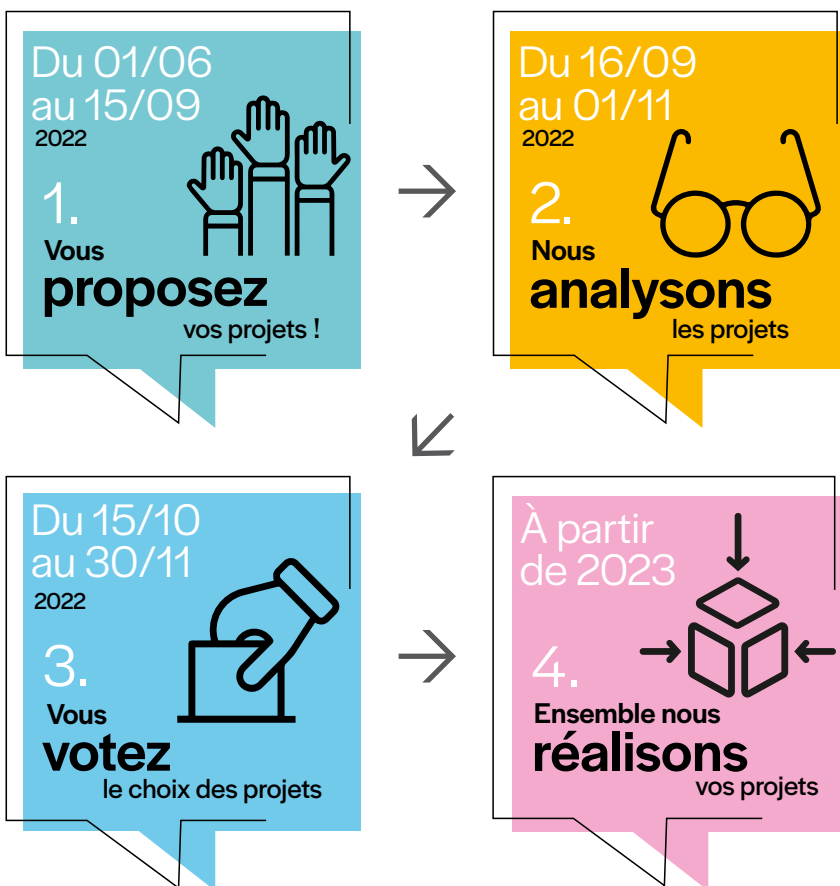 Du 01/06
au 15/09
2022
1.
Vous
proposez
vos projets !
Du 16/09
au 01/11
2022
2.
Nous
analysons
les projets
Du 15/10
au 30/11
2022
3.
Vous
votez
le choix des projets
À partir
de 2023
4.
Ensemble nous
réalisons
vos projets